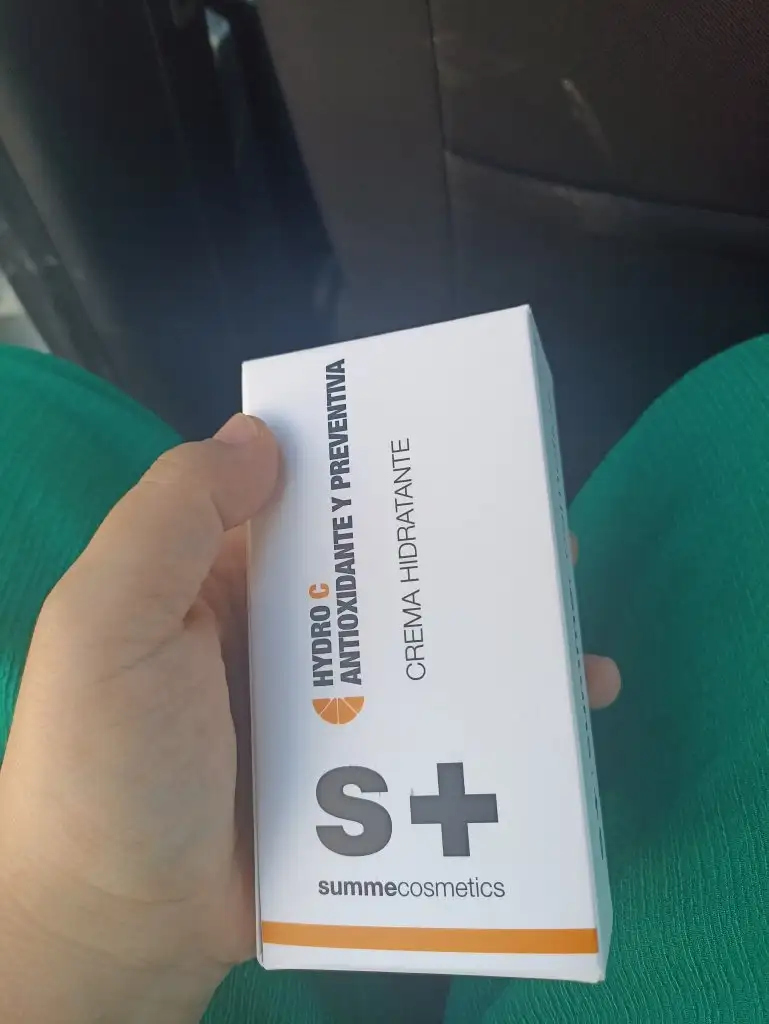 HYDRO C
ANTIOXIDANTE Y PREVENTIVA
CREMA HIDRATANTE
S+
summecosmetics